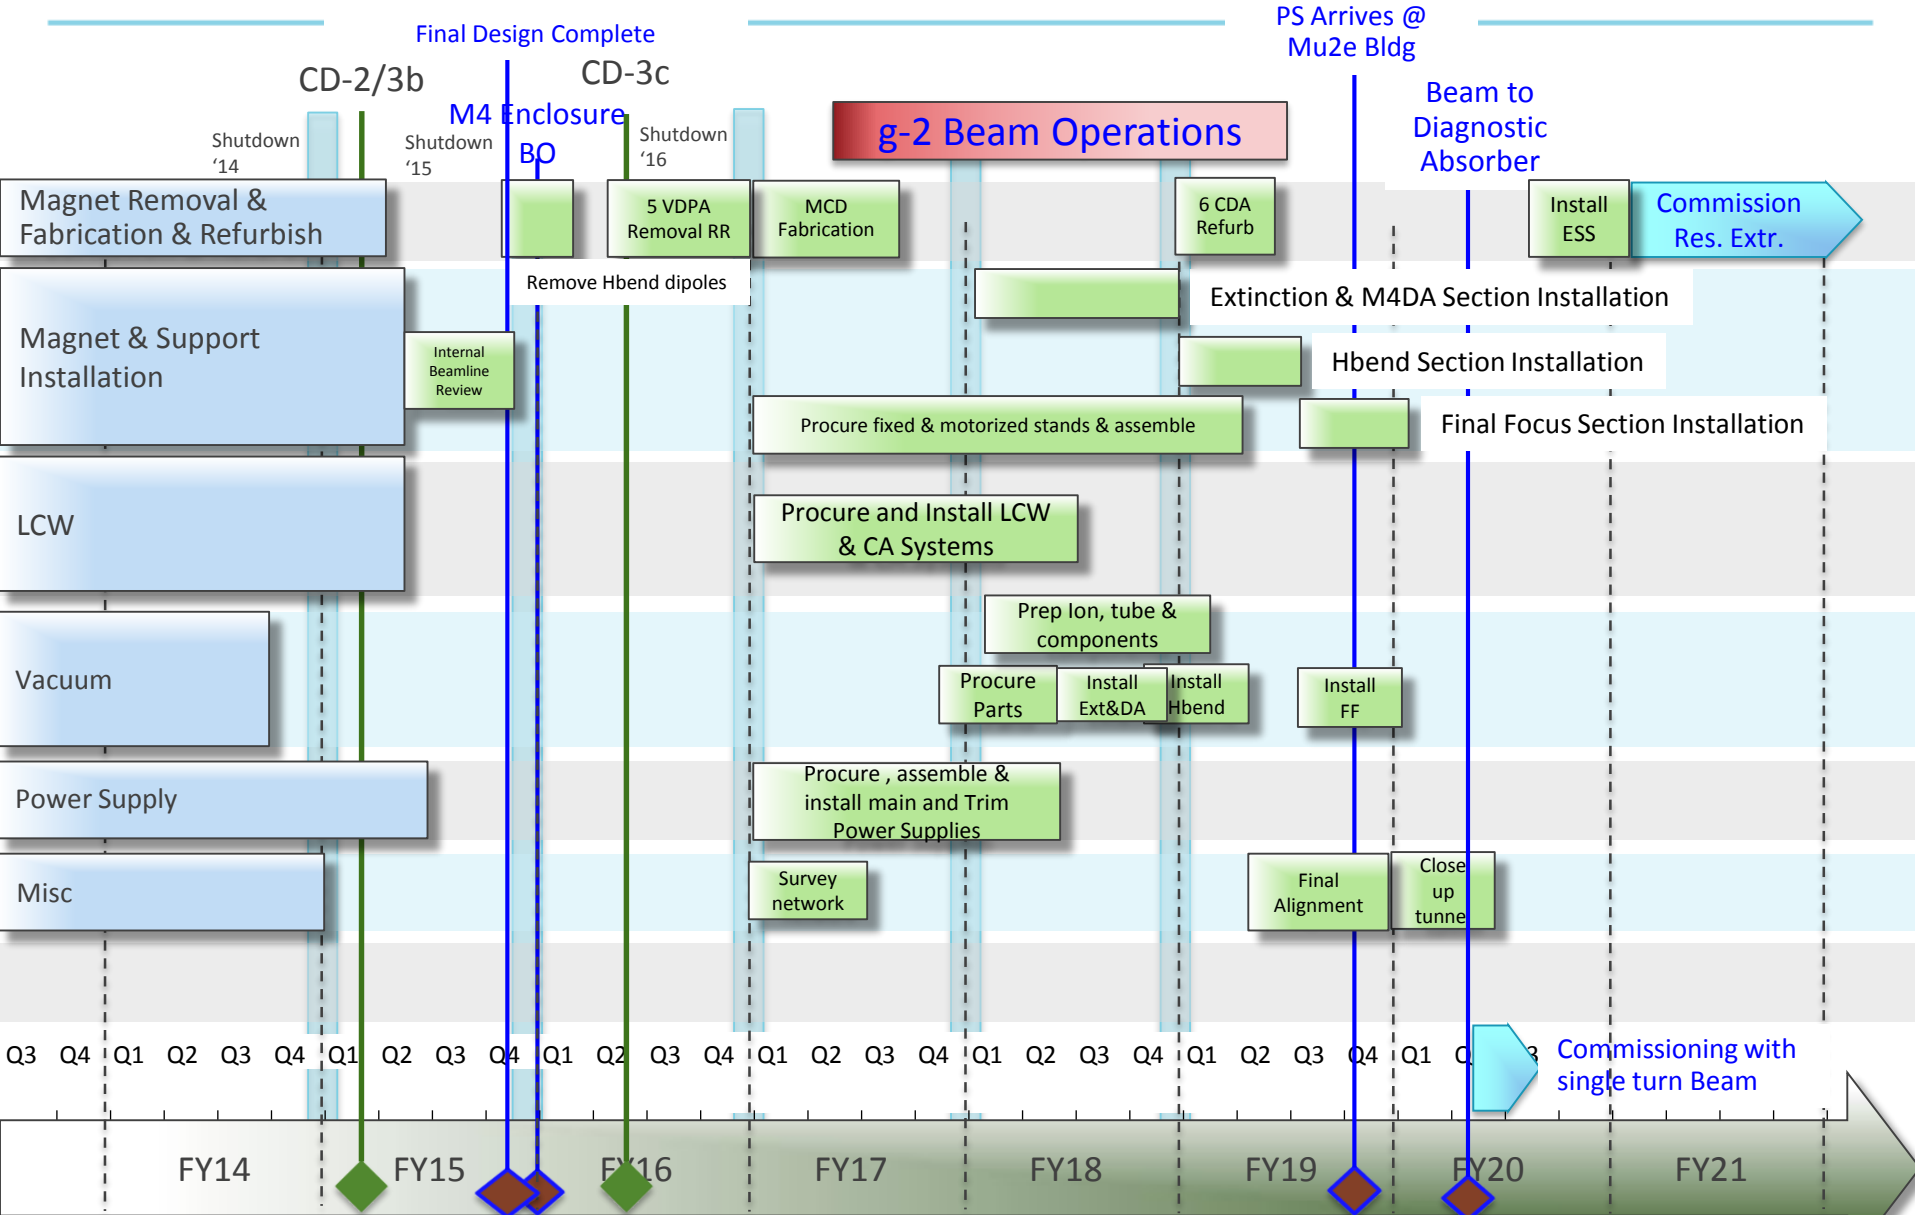 PS Arrives @
Mu2e Bldg
Final Design Complete
CD-2/3b
CD-3c
M4 Enclosure
BO
Shutdown
'14
Shutdown
'15
Shutdown
'16
g-2 Beam Operations
Beam to
Diagnostic
Absorber
Magnet Removal &
Fabrication & Refurbish
5 VDPA
Removal RR
MCD
Fabrication
6 CDA
Refurb
Install
ESS
Commission
Res. Extr.
Remove Hbend dipoles
Extinction & M4DA Section Installation
Magnet & Support
Installation
Internal
Beamline
Review
Hbend Section Installation
Procure fixed & motorized stands & assemble
Final Focus Section Installation
LCW
Procure and Install LCW
& CA Systems
Prep Ion, tube &
components
Vacuum
Procure
Parts
Install
Ext&DA
Install
Hbend
Install
FF
Power Supply
Procure , assemble &
install main and Trim
Power Supplies
Misc
Survey
network
Final
Alignment
Close
up
tunne
Q3 Q4 Q1 Q2 Q3 Q4 Q1 Q2 Q3 Q4 Q1 Q2 Q3 Q4 Q1 Q2 Q3 Q4 Q1 Q2 Q3 Q4 Q1 Q2 Q3 Q4 Q1 Q 3
Commissioning with
single turn Beam
FY14 FY15 FY16 FY17 FY18 FY19 FY20 FY21